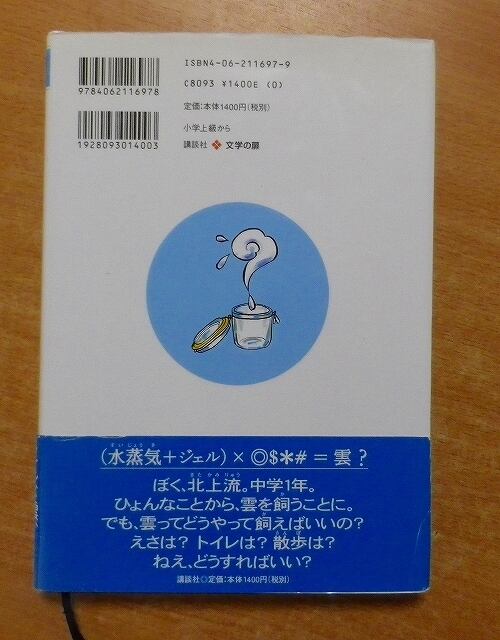 9784062116978
1928093014003
ISBN4-06-211697-9
C8093 ¥1400E (0)
定価:本体1400円(税別)
小学上級から
講談社 文学の扉
(水蒸気+ジェル)×◎$*#=雲?
ぼく、北上流。中学1年。
ひょんなことから、雲を飼うことに。
でも、雲ってどうやって飼えばいいの?
えさは? トイレは? 散歩は?
ねえ、どうすればいい?
講談社◎定価:本体1400円(税別)